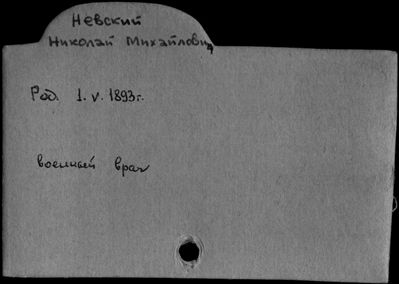 Невский
Николай Михайлович
Род. 1. V. 1893г.
военный врач